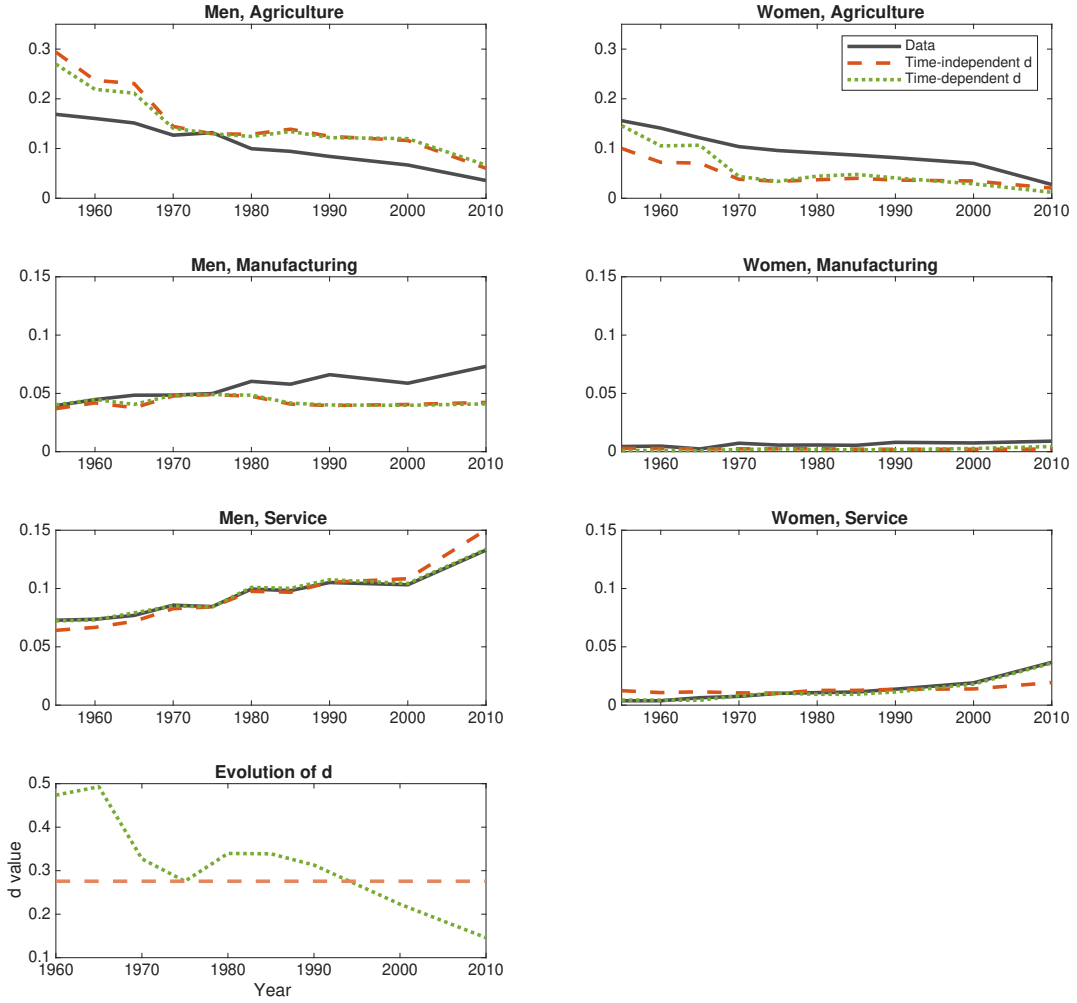 Men, Agriculture
0.3
0.2
0.1
0
1960 1970 1980 1990 2000 2010
Women, Agriculture
Data
Time-independent d
Time-dependent d
0.3
0.2
0.1
0
1960 1970 1980 1990 2000 2010
Men, Manufacturing
0.15
0.1
0.05
0
1960 1970 1980 1990 2000 2010
Women, Manufacturing
0.15
0.1
0.05
0
1960 1970 1980 1990 2000 2010
Men, Service
0.15
0.1
0.05
0
1960 1970 1980 1990 2000 2010
Women, Service
0.15
0.1
0.05
0
1960 1970 1980 1990 2000 2010
Evolution of d
0.5
0.4
0.3
0.2
0.1
d value
1960 1970 1980 1990 2000 2010
Year